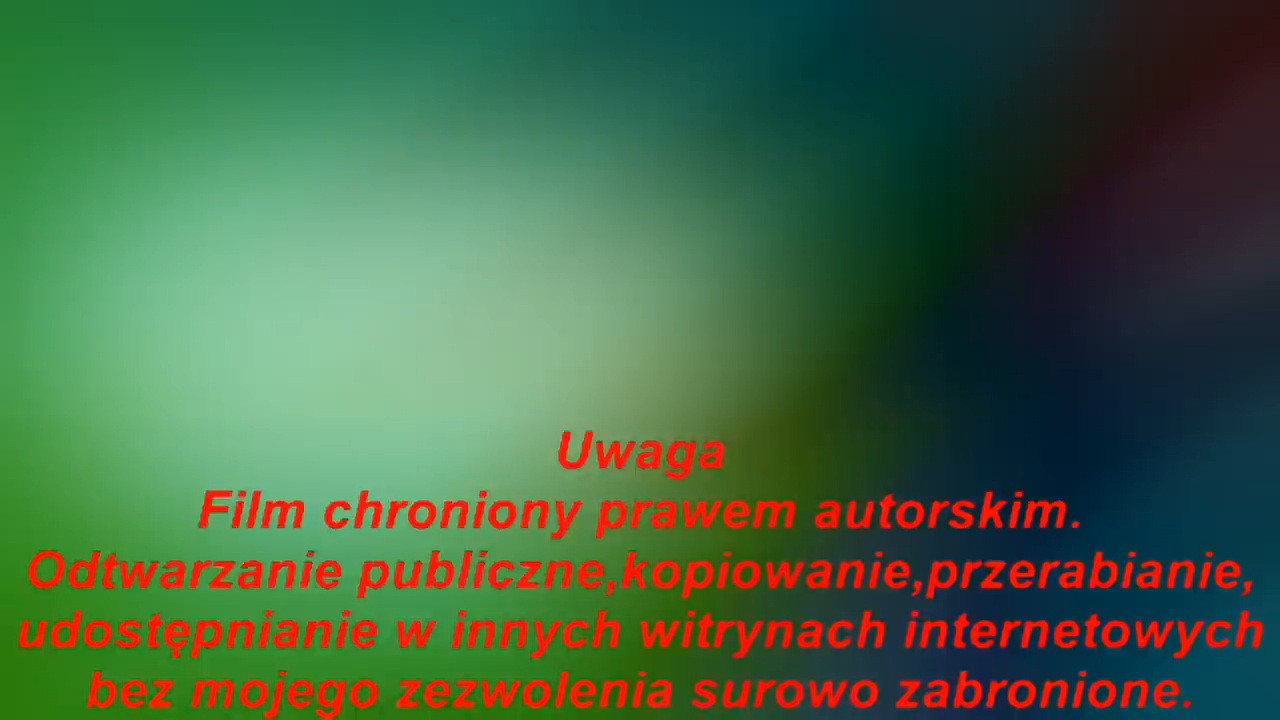 Uwaga
Film chroniony prawem autorskim.
Odtwarzanie publiczne,kopiowanie,przerabianie,
udostępnianie w innych witrynach internetowych
bez mojego zezwolenia surowo zabronione.